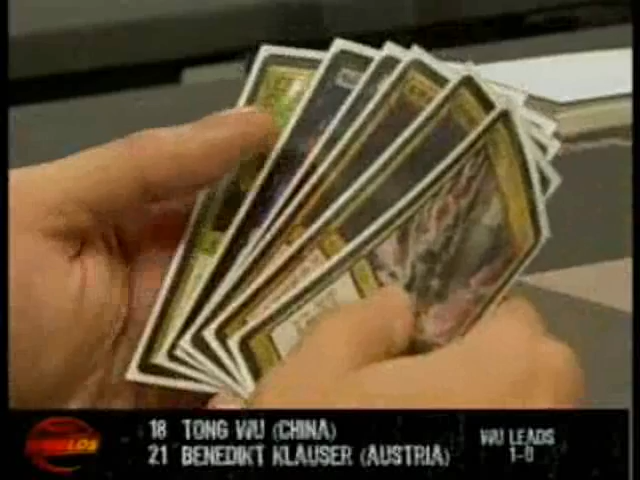 18 TONG WU (CHINA)
21 BENEDIKT KLAUSER (AUSTRIA)
WU LEADS
1-0